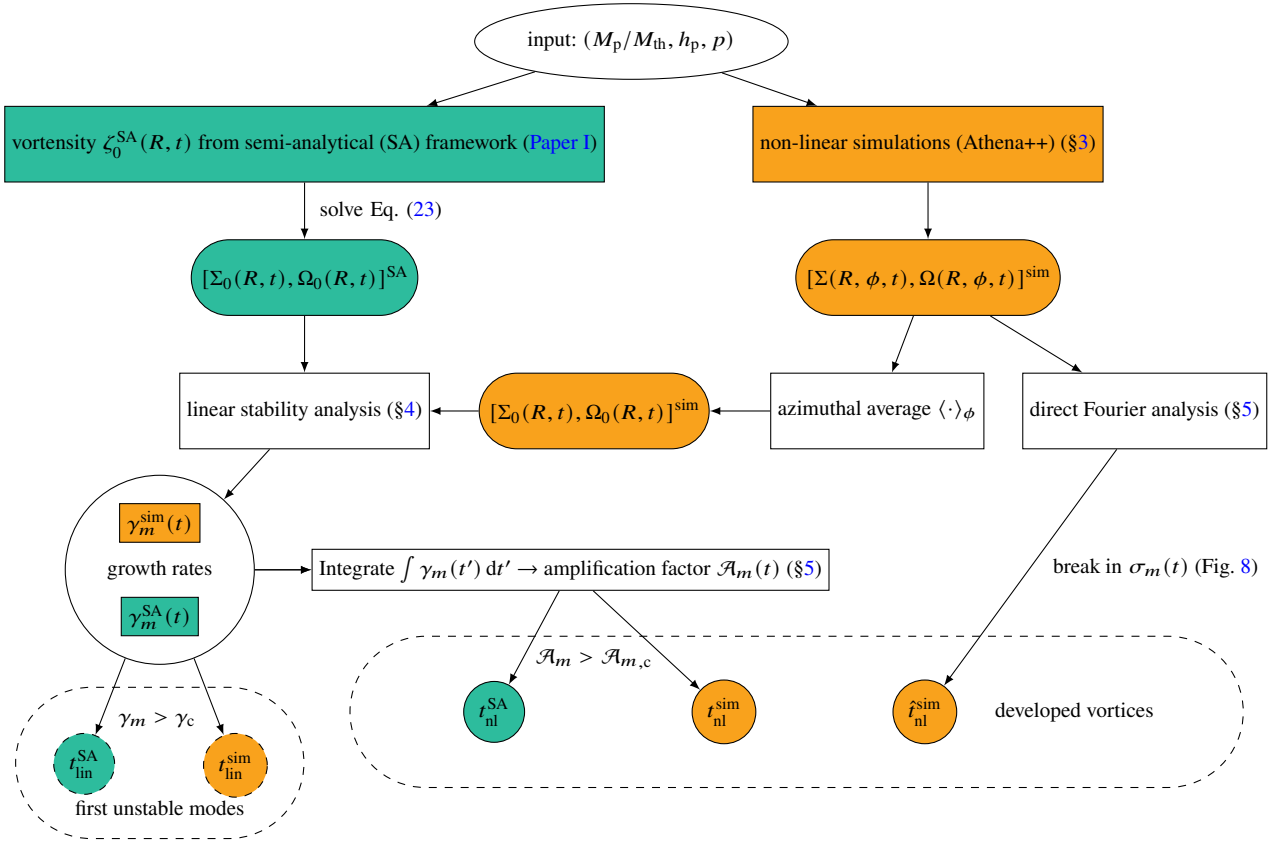 input: (M_p/M_th, h_p, p)
vortensity ζ_0^SA(R, t) from semi-analytical (SA) framework (Paper I)
non-linear simulations (Athena++) (§3)
solve Eq. (23)
[Σ_0(R, t), Ω_0(R, t)]^SA
[Σ(R, ϕ, t), Ω(R, ϕ, t)]^sim
linear stability analysis (§4)
[Σ_0(R, t), Ω_0(R, t)]^sim
azimuthal average ⟨·⟩_ϕ
direct Fourier analysis (§5)
γ_m^sim(t)
growth rates
γ_m^SA(t)
Integrate ∫ γ_m(t′) dt′ → amplification factor 𝒜_m(t) (§5)
break in σ_m(t) (Fig. 8)
𝒜_m > 𝒜_m,c
t_nl^SA
t_nl^sim
t̂_nl^sim
developed vortices
γ_m > γ_c
t_lin^SA
t_lin^sim
first unstable modes